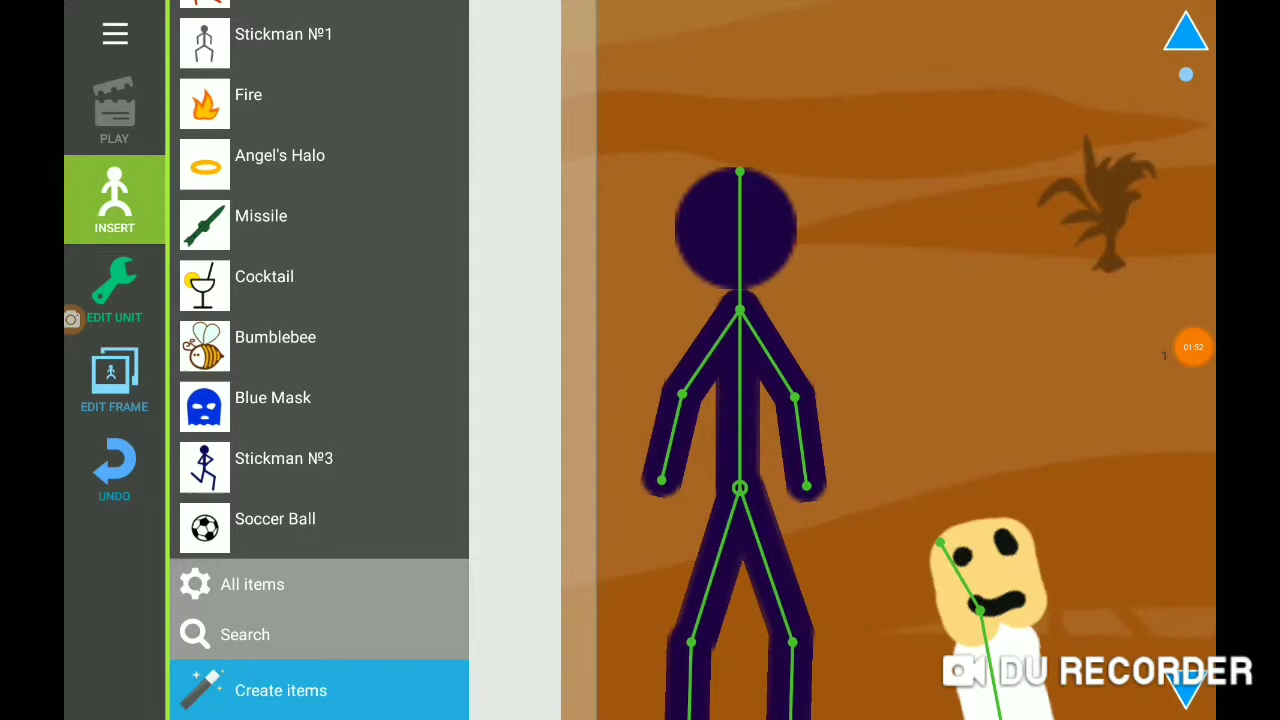 PLAY
INSERT
EDIT UNIT
EDIT FRAME
UNDO
Stickman №1
Fire
Angel's Halo
Missile
Cocktail
Bumblebee
Blue Mask
Stickman №3
Soccer Ball
All items
Search
Create items
1
01:52
DU RECORDER